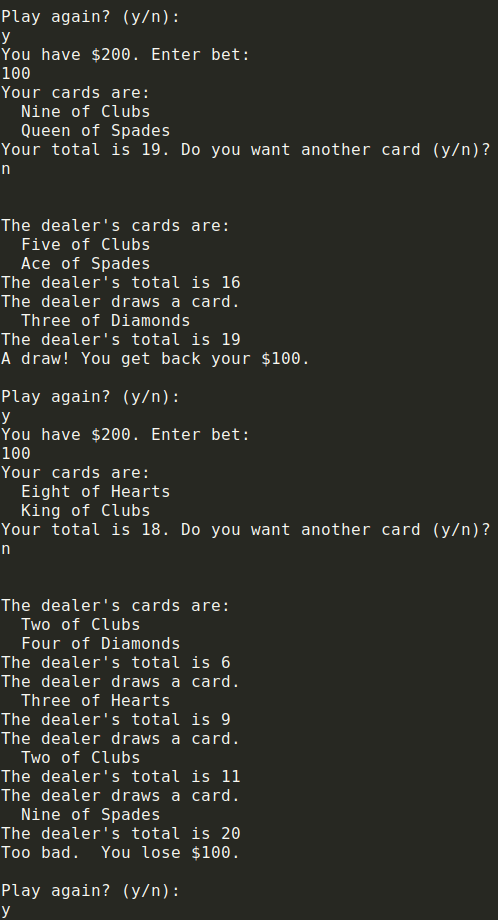 Play again? (y/n):
y
You have $200. Enter bet:
100
Your cards are:
  Nine of Clubs
  Queen of Spades
Your total is 19. Do you want another card (y/n)?
n

The dealer's cards are:
  Five of Clubs
  Ace of Spades
The dealer's total is 16
The dealer draws a card.
  Three of Diamonds
The dealer's total is 19
A draw! You get back your $100.

Play again? (y/n):
y
You have $200. Enter bet:
100
Your cards are:
  Eight of Hearts
  King of Clubs
Your total is 18. Do you want another card (y/n)?
n

The dealer's cards are:
  Two of Clubs
  Four of Diamonds
The dealer's total is 6
The dealer draws a card.
  Three of Hearts
The dealer's total is 9
The dealer draws a card.
  Two of Clubs
The dealer's total is 11
The dealer draws a card.
  Nine of Spades
The dealer's total is 20
Too bad.  You lose $100.

Play again? (y/n):
y